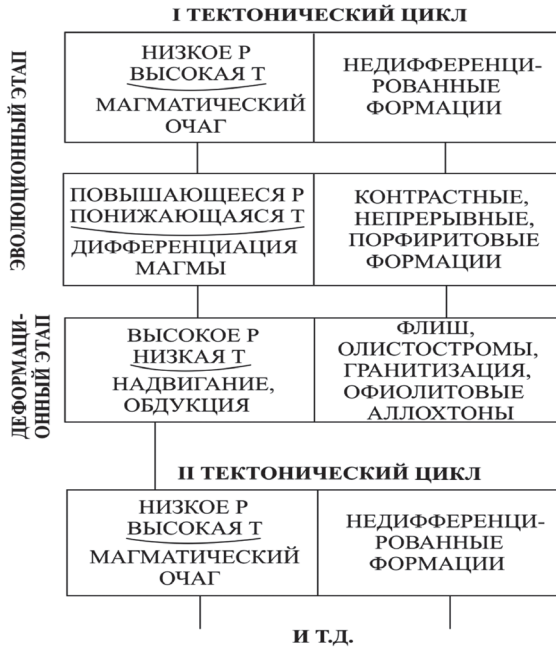 I ТЕКТОНИЧЕСКИЙ ЦИКЛ
ЭВОЛЮЦИОННЫЙ ЭТАП
НИЗКОЕ Р
ВЫСОКАЯ Т
МАГМАТИЧЕСКИЙ
ОЧАГ
НЕДИФФЕРЕНЦИ-
РОВАННЫЕ
ФОРМАЦИИ
ПОВЫШАЮЩЕЕСЯ Р
ПОНИЖАЮЩАЯСЯ Т
ДИФФЕРЕНЦИАЦИЯ
МАГМЫ
КОНТРАСТНЫЕ,
НЕПРЕРЫВНЫЕ,
ПОРФИРИТОВЫЕ
ФОРМАЦИИ
ДЕФОРМАЦИ-
ОННЫЙ ЭТАП
ВЫСОКОЕ Р
НИЗКАЯ Т
НАДВИГАНИЕ,
ОБДУКЦИЯ
ФЛИШ,
ОЛИСТОСТРОМЫ,
ГРАНИТИЗАЦИЯ,
ОФИОЛИТОВЫЕ
АЛЛОХТОНЫ
II ТЕКТОНИЧЕСКИЙ ЦИКЛ
НИЗКОЕ Р
ВЫСОКАЯ Т
МАГМАТИЧЕСКИЙ
ОЧАГ
НЕДИФФЕРЕНЦИ-
РОВАННЫЕ
ФОРМАЦИИ
И Т.Д.